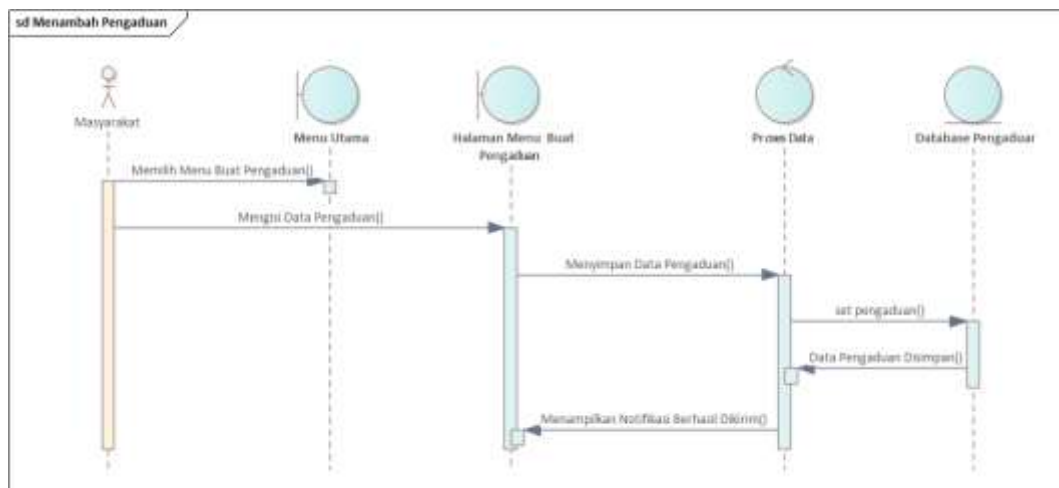 sd Menambah Pengaduan
Masyarakat
Menu Utama
Halaman Menu Buat
Pengaduan
Proses Data
Database Pengaduan
Memilih Menu Buat Pengaduan()
Mengisi Data Pengaduan()
Menyimpan Data Pengaduan()
set pengaduan()
Data Pengaduan Disimpan()
Menampilkan Notifikasi Berhasil Dikirim()